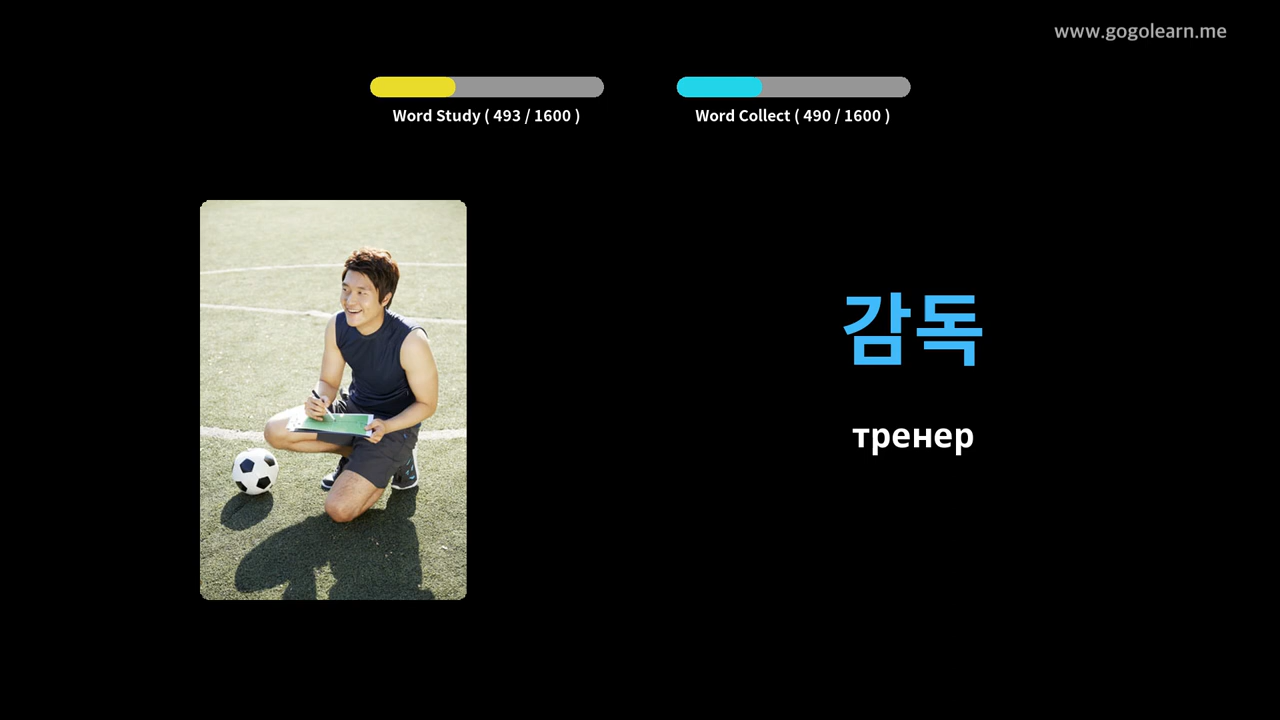 www.gogolearn.me
Word Study ( 493 / 1600 )
Word Collect ( 490 / 1600 )
감독
тренер